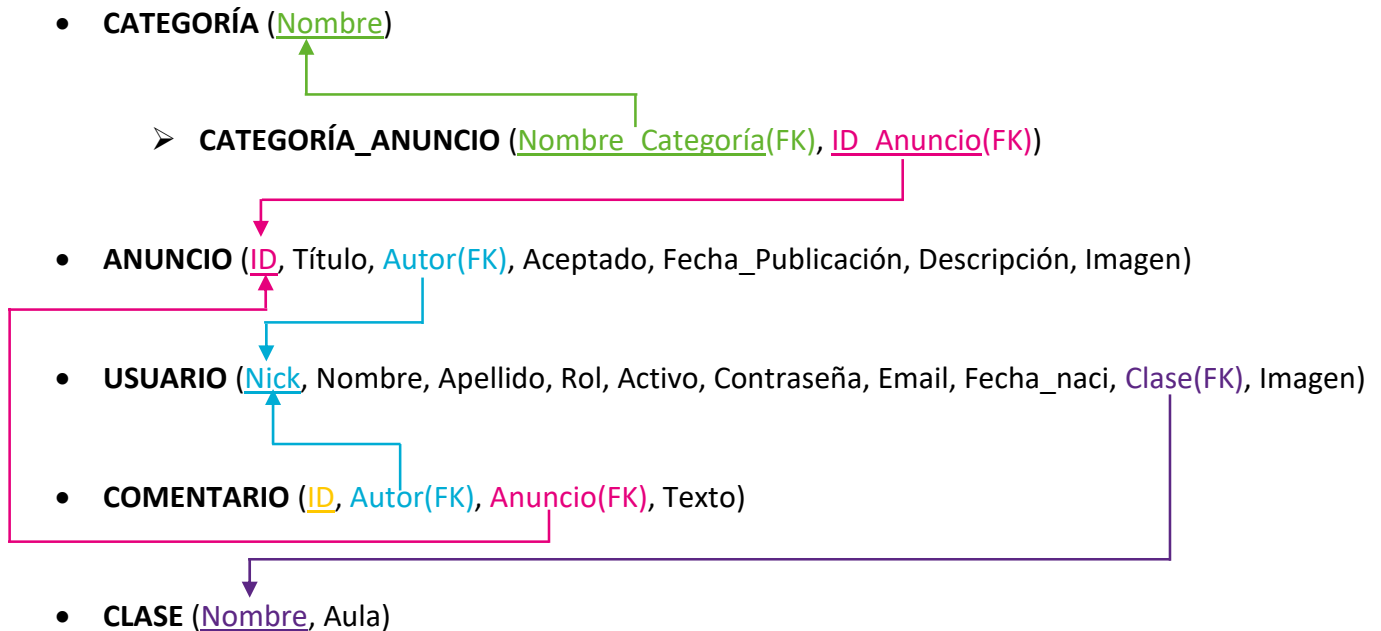 • CATEGORÍA (Nombre)
➢ CATEGORÍA_ANUNCIO (Nombre_Categoría(FK), ID_Anuncio(FK))
• ANUNCIO (ID, Título, Autor(FK), Aceptado, Fecha_Publicación, Descripción, Imagen)
• USUARIO (Nick, Nombre, Apellido, Rol, Activo, Contraseña, Email, Fecha_naci, Clase(FK), Imagen)
• COMENTARIO (ID, Autor(FK), Anuncio(FK), Texto)
• CLASE (Nombre, Aula)